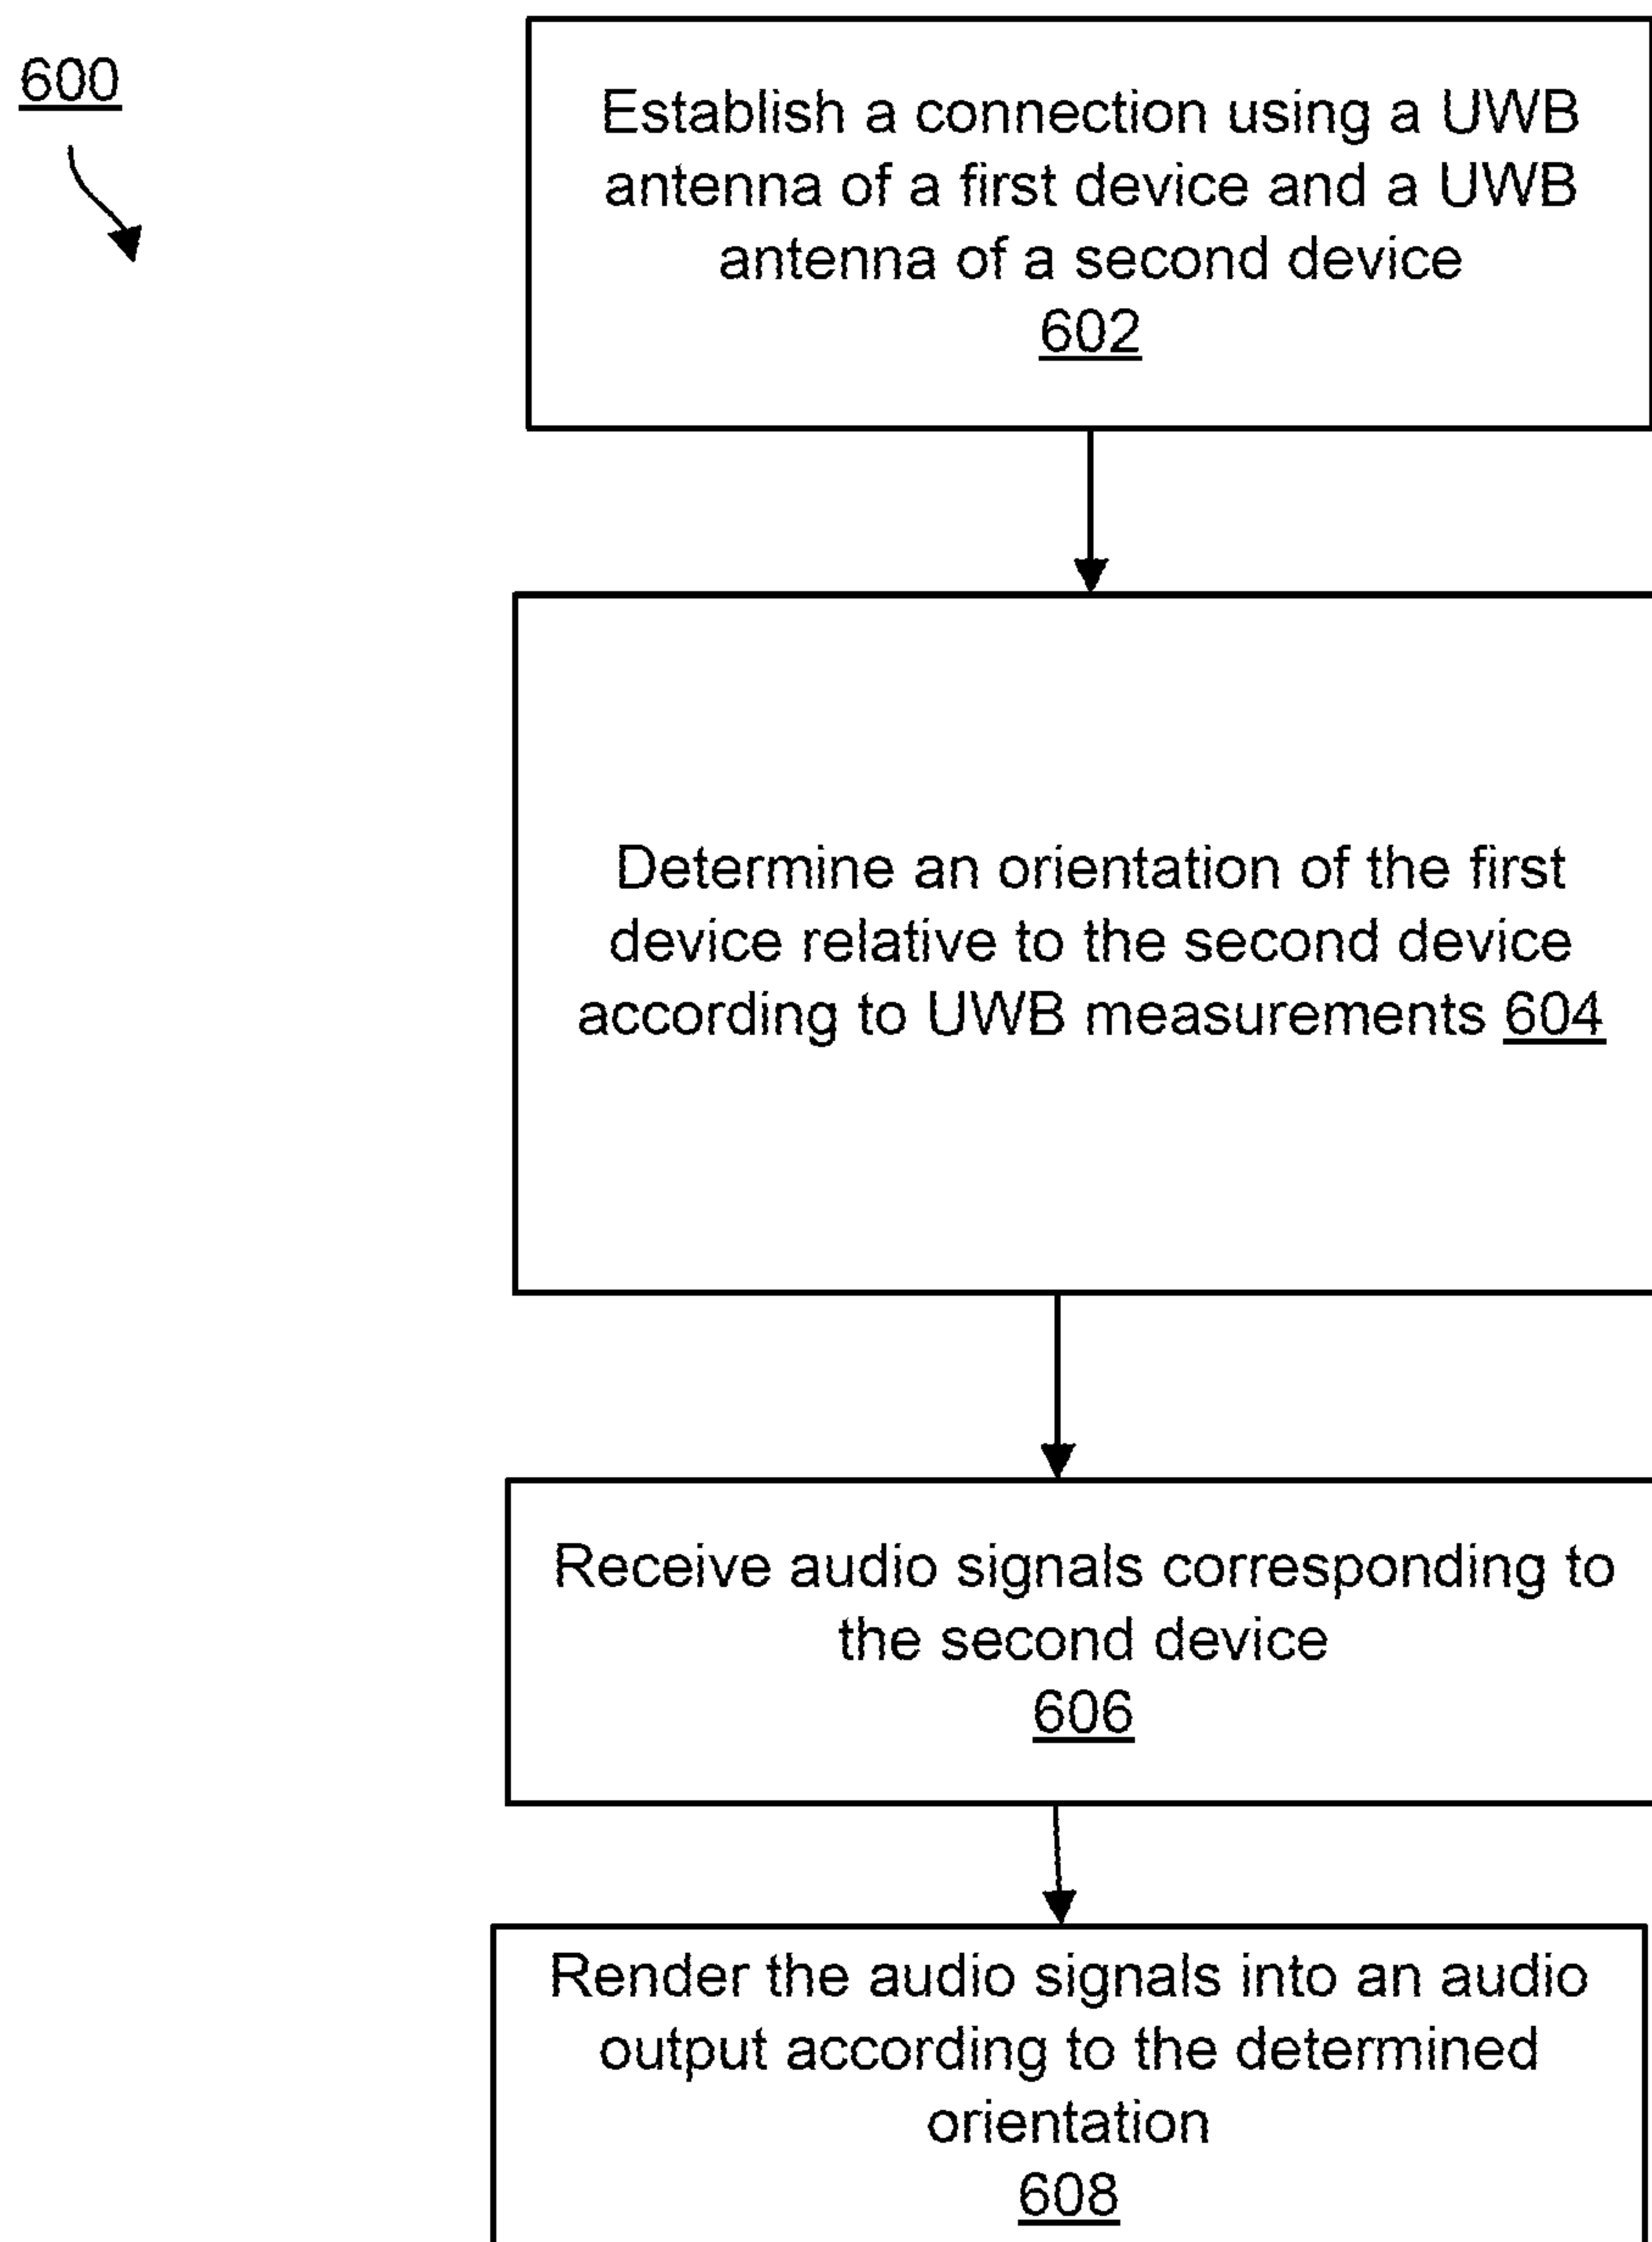 600
Establish a connection using a UWB
antenna of a first device and a UWB
antenna of a second device
602
Determine an orientation of the first
device relative to the second device
according to UWB measurements 604
Receive audio signals corresponding to
the second device
606
Render the audio signals into an audio
output according to the determined
orientation
608